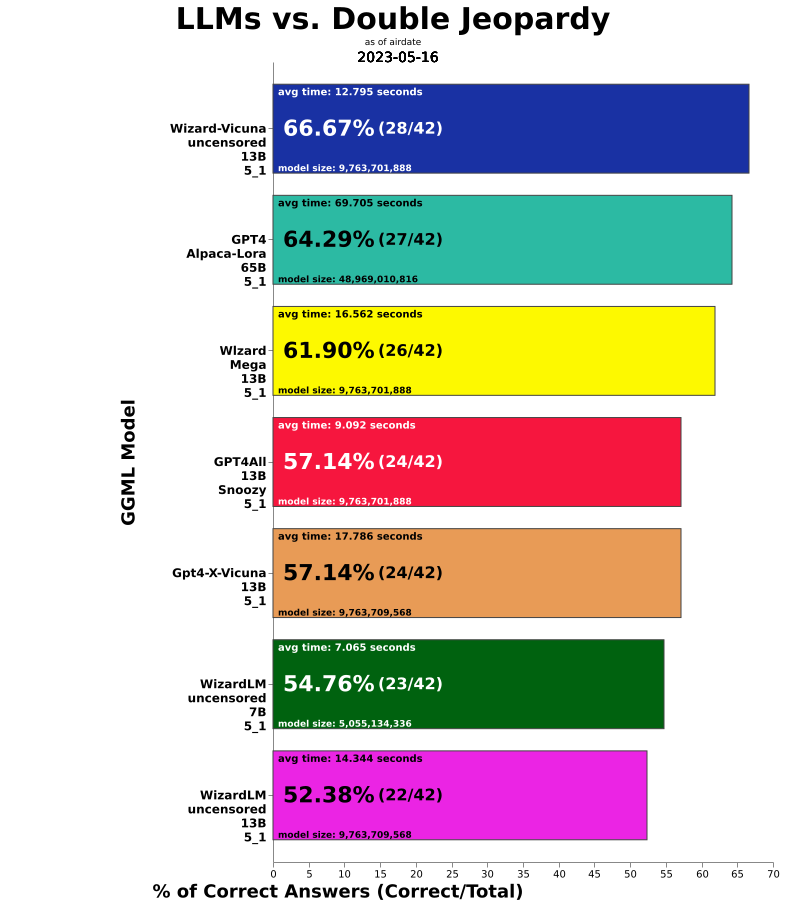 LLMs vs. Double Jeopardy
as of airdate
2023-05-16
GGML Model
Wizard-Vicuna
uncensored
13B
5_1
avg time: 12.795 seconds
66.67% (28/42)
model size: 9,763,701,888
GPT4
Alpaca-Lora
65B
5_1
avg time: 69.705 seconds
64.29% (27/42)
model size: 48,969,010,816
WIzard
Mega
13B
5_1
avg time: 16.562 seconds
61.90% (26/42)
model size: 9,763,701,888
GPT4All
13B
Snoozy
5_1
avg time: 9.092 seconds
57.14% (24/42)
model size: 9,763,701,888
Gpt4-X-Vicuna
13B
5_1
avg time: 17.786 seconds
57.14% (24/42)
model size: 9,763,709,568
WizardLM
uncensored
7B
5_1
avg time: 7.065 seconds
54.76% (23/42)
model size: 5,055,134,336
WizardLM
uncensored
13B
5_1
avg time: 14.344 seconds
52.38% (22/42)
model size: 9,763,709,568
0 5 10 15 20 25 30 35 40 45 50 55 60 65 70
% of Correct Answers (Correct/Total)